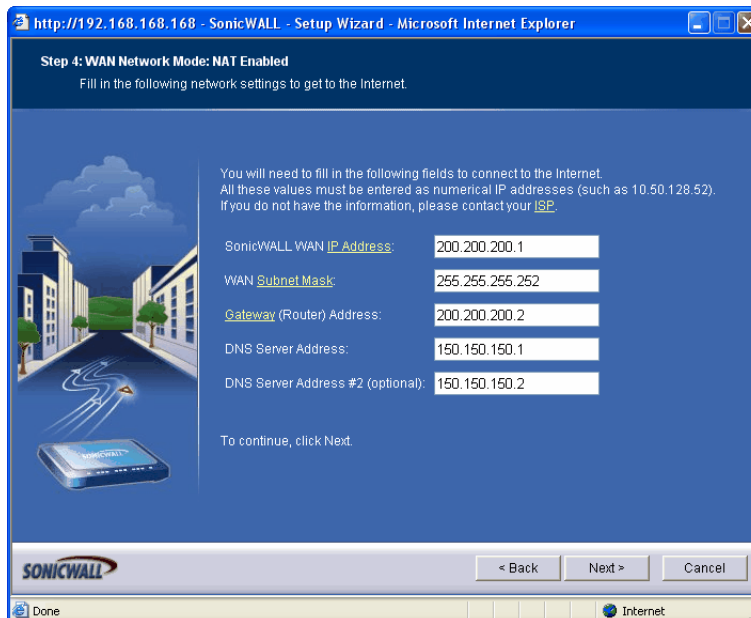 http://192.168.168.168 - SonicWALL - Setup Wizard - Microsoft Internet Explorer
Step 4: WAN Network Mode: NAT Enabled
Fill in the following network settings to get to the Internet.
You will need to fill in the following fields to connect to the Internet.
All these values must be entered as numerical IP addresses (such as 10.50.128.52).
If you do not have the information, please contact your ISP.
SonicWALL WAN IP Address: 200.200.200.1
WAN Subnet Mask: 255.255.255.252
Gateway (Router) Address: 200.200.200.2
DNS Server Address: 150.150.150.1
DNS Server Address #2 (optional): 150.150.150.2
SONICWALL
To continue, click Next.
SONICWALL
< Back Next > Cancel
Done Internet